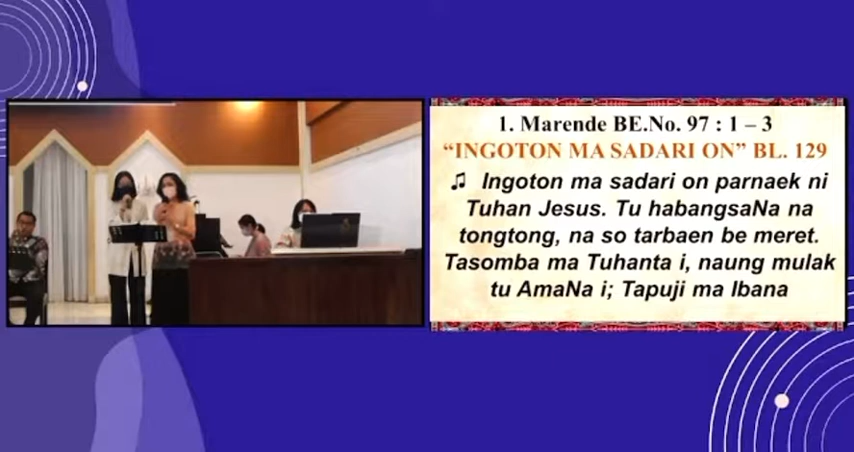 1. Marende BE.No. 97 : 1 – 3
“INGOTON MA SADARI ON” BL. 129
♫ Ingoton ma sadari on parnaek ni
Tuhan Jesus. Tu habangsaNa na
tongtong, na so tarbaen be meret.
Tasomba ma Tuhanta i, naung mulak
tu AmaNa i; Tapuji ma Ibana